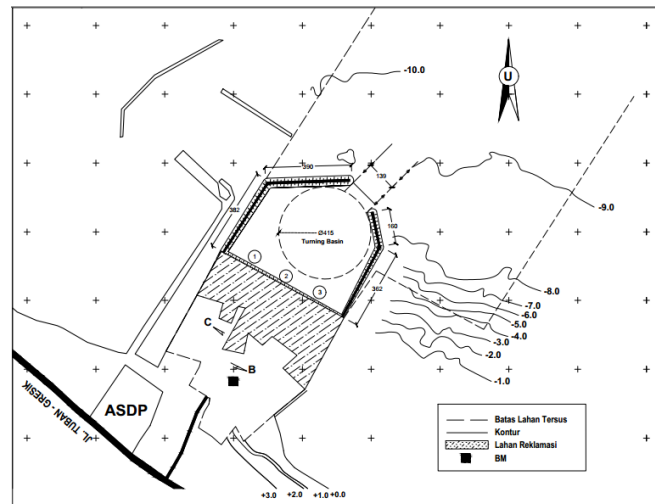 -10.0
U
390
139
-9.0
382
160
Ø415
Turning Basin
1
2
3
362
-8.0
-7.0
-6.0
-5.0
-4.0
-3.0
-2.0
-1.0
C
B
JL. TUBAN - GRESIK
ASDP
Batas Lahan Tersus
Kontur
Lahan Reklamasi
BM
+3.0
+2.0
+1.0
+0.0